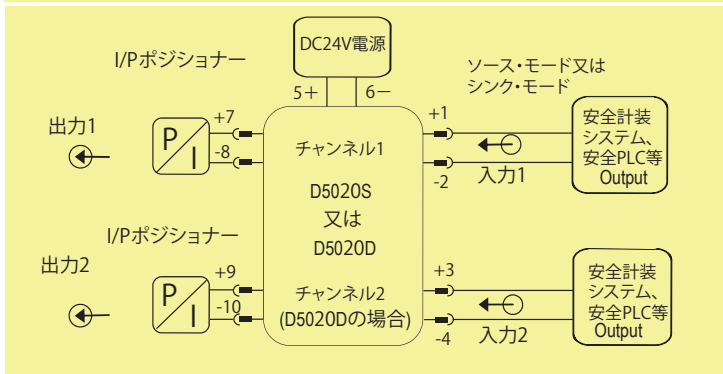 DC24V電源
I/Pポジショナー
ソース・モード又は
シンク・モード
5+
6−
出力1
P
I
+7
-8
チャンネル1
+1
-2
入力1
安全計装
システム、
安全PLC等
Output
D5020S
又は
D5020D
I/Pポジショナー
出力2
P
I
+9
-10
チャンネル2
(D5020Dの場合)
+3
-4
入力2
安全計装
システム、
安全PLC等
Output